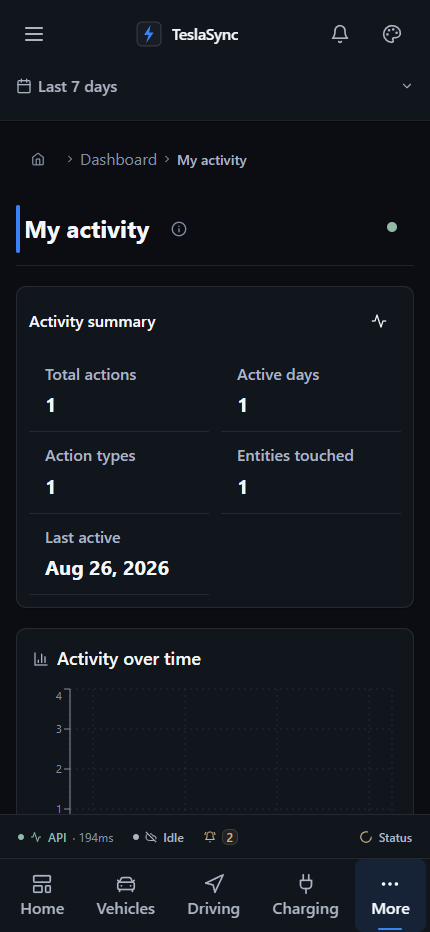 TeslaSync
Last 7 days
Dashboard
My activity
My activity
Activity summary
Total actions
1
Active days
1
Action types
1
Entities touched
1
Last active
Aug 26, 2026
Activity over time
4
3
2
1
API · 194ms
Idle
2
Status
Home
Vehicles
Driving
Charging
More